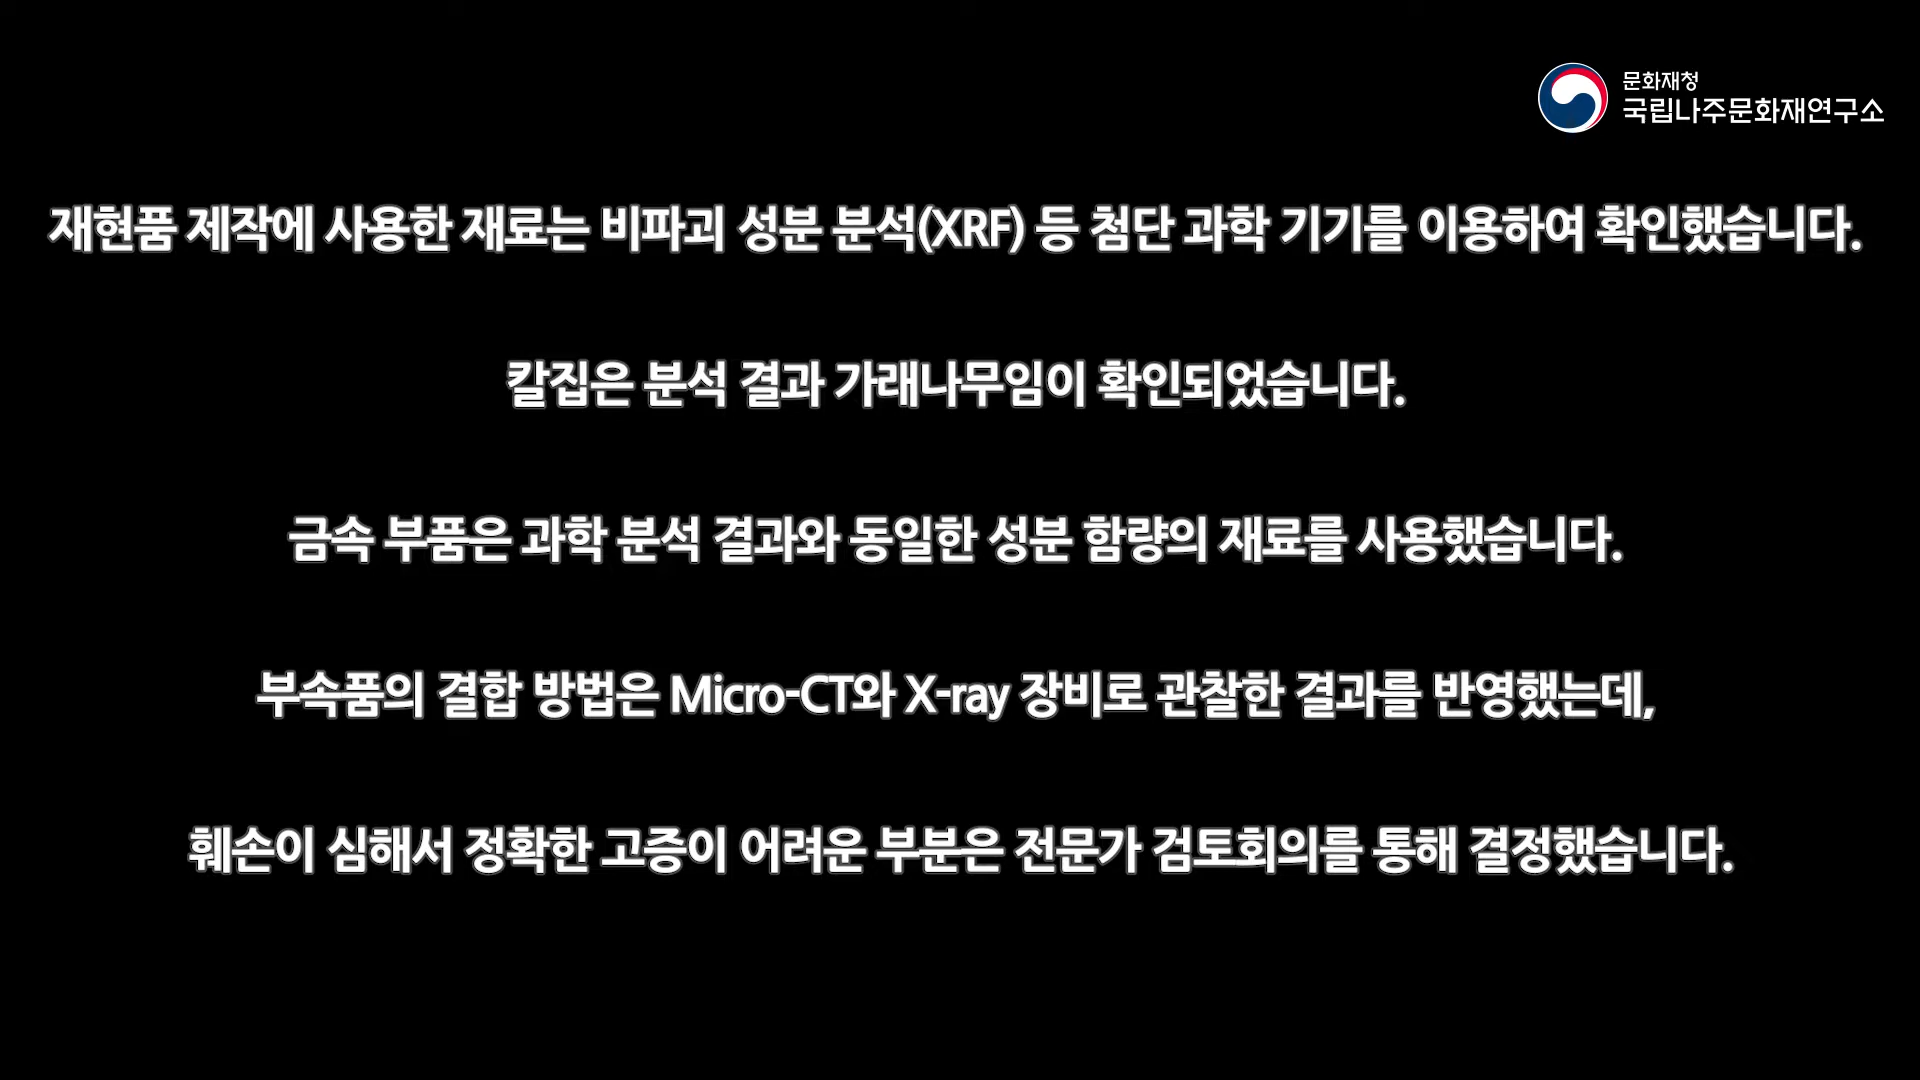 문화재청
국립나주문화재연구소
재현품 제작에 사용한 재료는 비파괴 성분 분석(XRF) 등 첨단 과학 기기를 이용하여 확인했습니다.
칼집은 분석 결과 가래나무임이 확인되었습니다.
금속 부품은 과학 분석 결과와 동일한 성분 함량의 재료를 사용했습니다.
부속품의 결합 방법은 Micro-CT와 X-ray 장비로 관찰한 결과를 반영했는데,
훼손이 심해서 정확한 고증이 어려운 부분은 전문가 검토회의를 통해 결정했습니다.